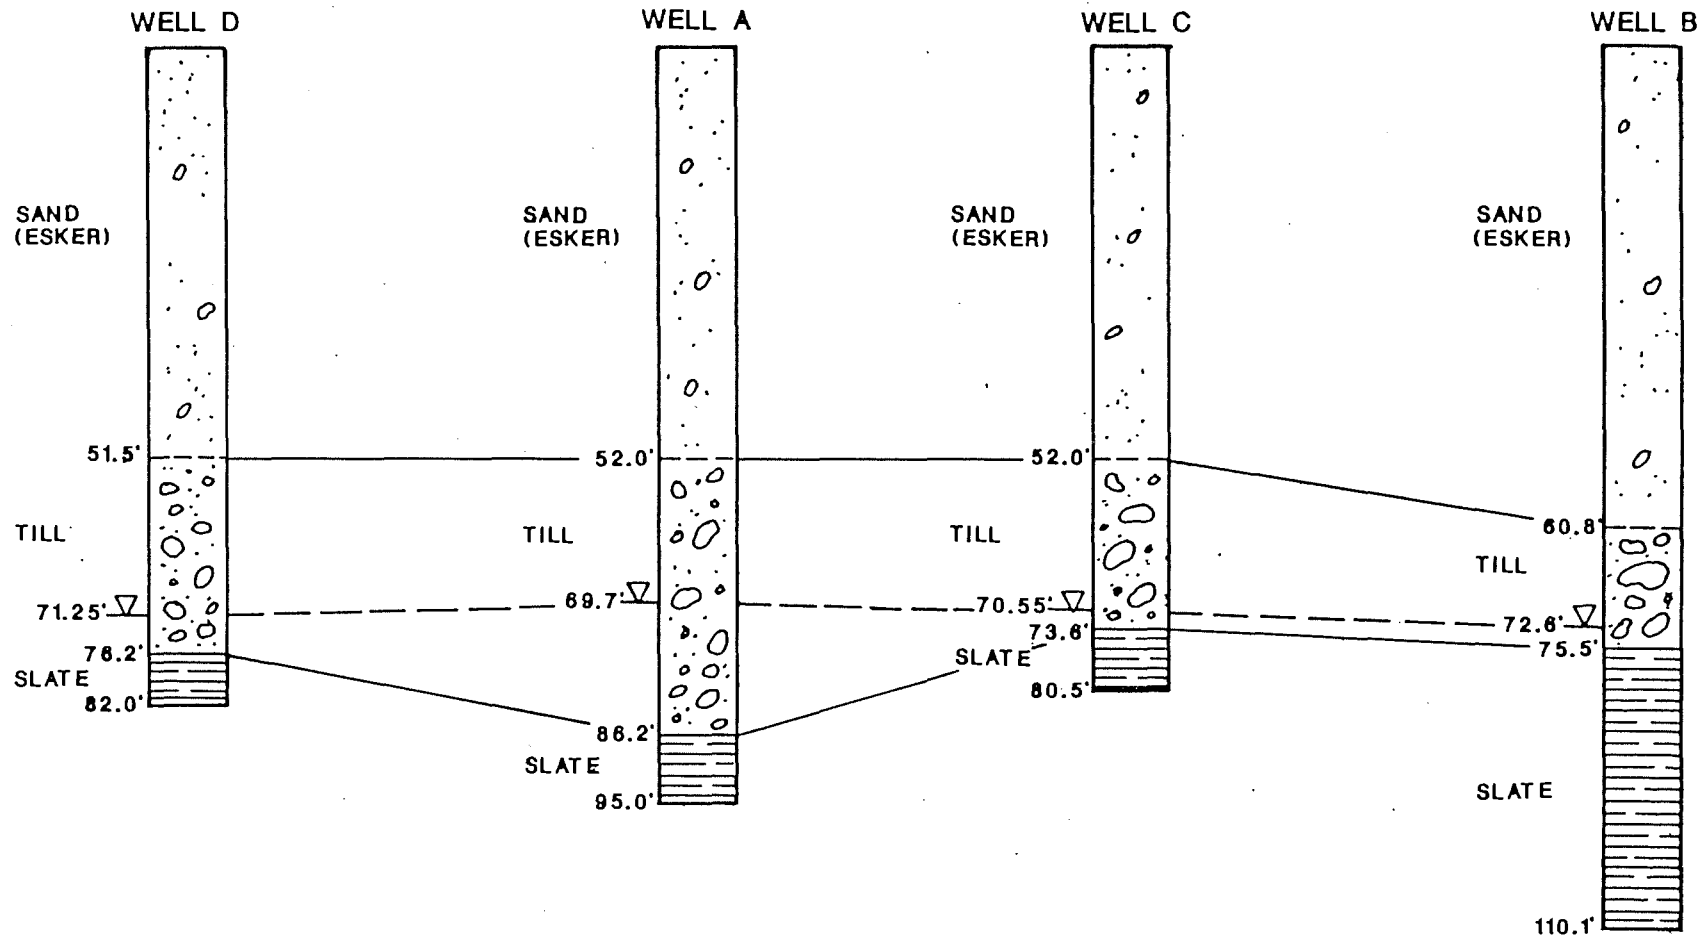 WELL D
WELL A
WELL C
WELL B
SAND
(ESKER)
SAND
(ESKER)
SAND
(ESKER)
SAND
(ESKER)
51.5'
52.0'
52.0'
60.8'
TILL
TILL
TILL
TILL
71.25'
69.7'
70.55'
72.6'
76.2'
86.2'
73.6'
75.5'
SLATE
SLATE
SLATE
SLATE
82.0'
95.0'
80.5'
110.1'